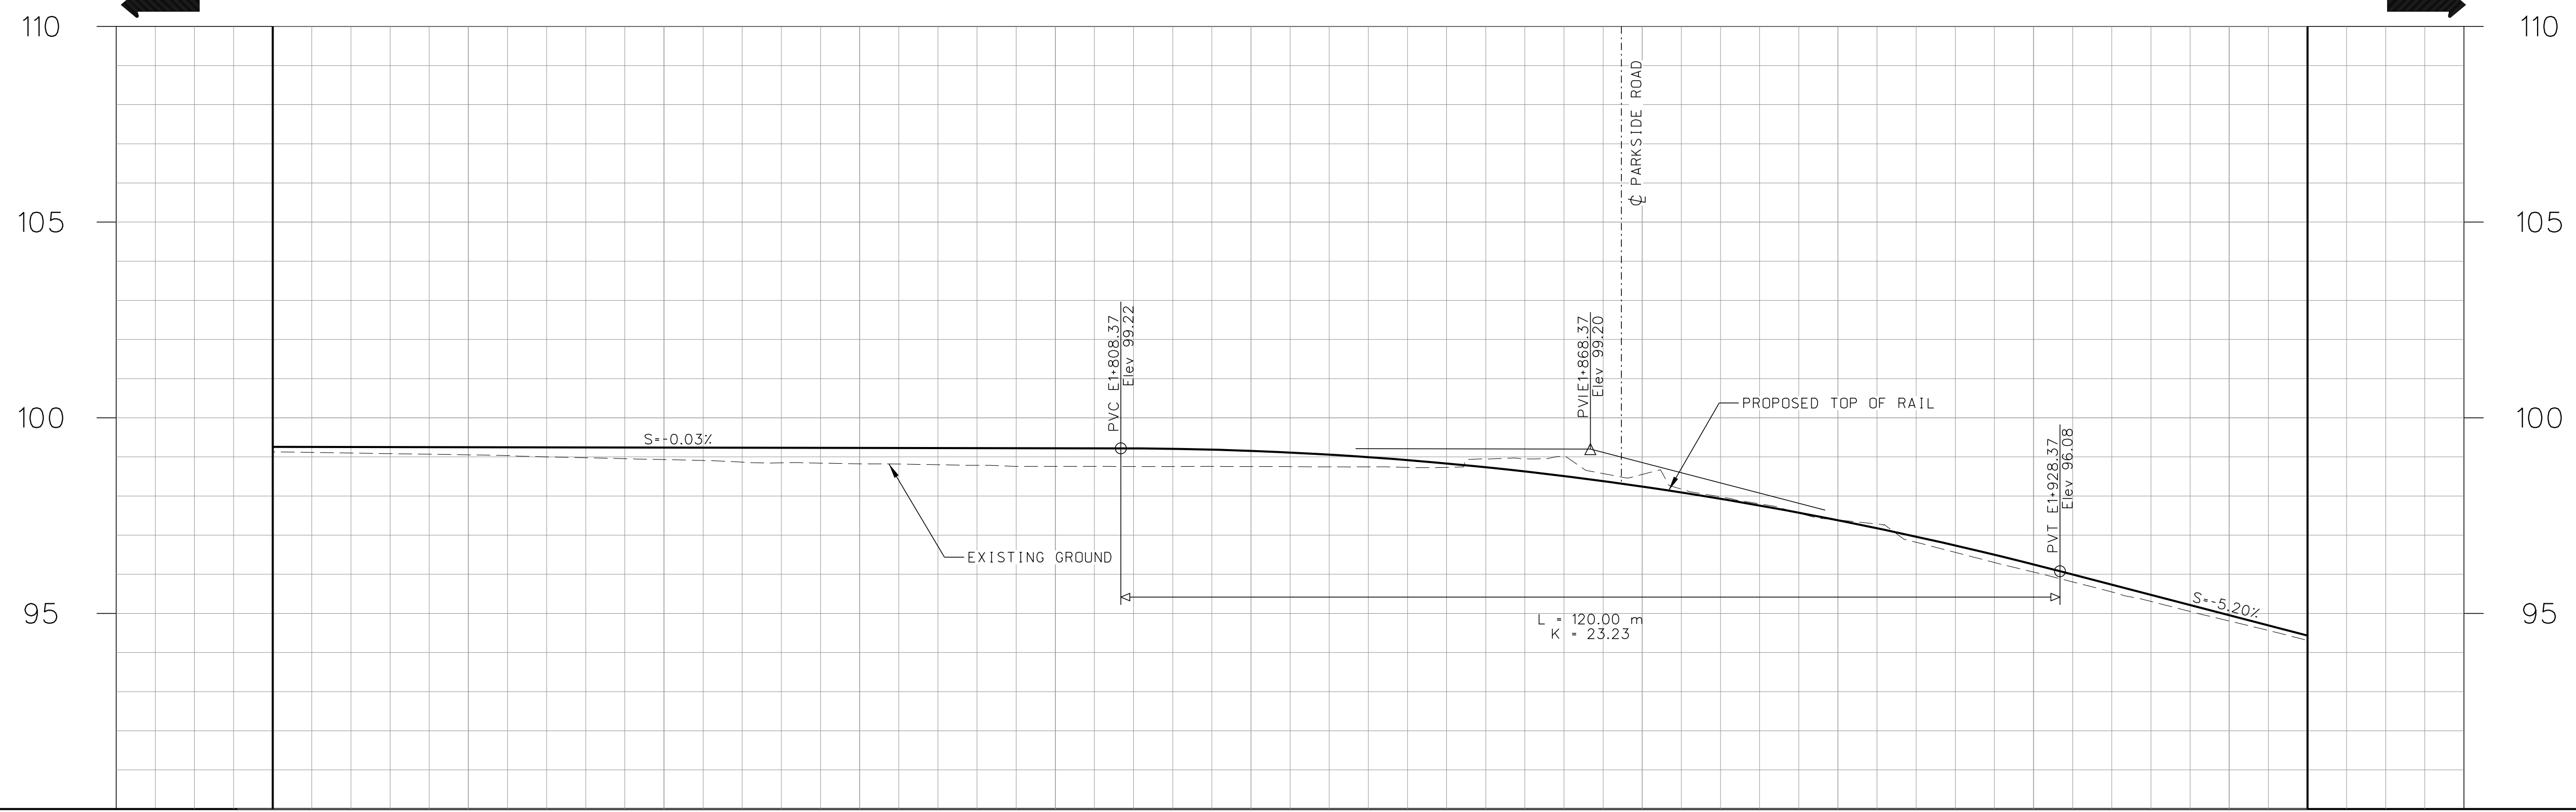 110
110
℄ PARKSIDE ROAD
105
105
PVC E1+808.37
Elev 99.22
PVI E1+868.37
Elev 99.20
PROPOSED TOP OF RAIL
100
100
S=-0.03%
PVT E1+928.37
Elev 96.08
EXISTING GROUND
S=-5.20%
95
95
L = 120.00 m
K = 23.23